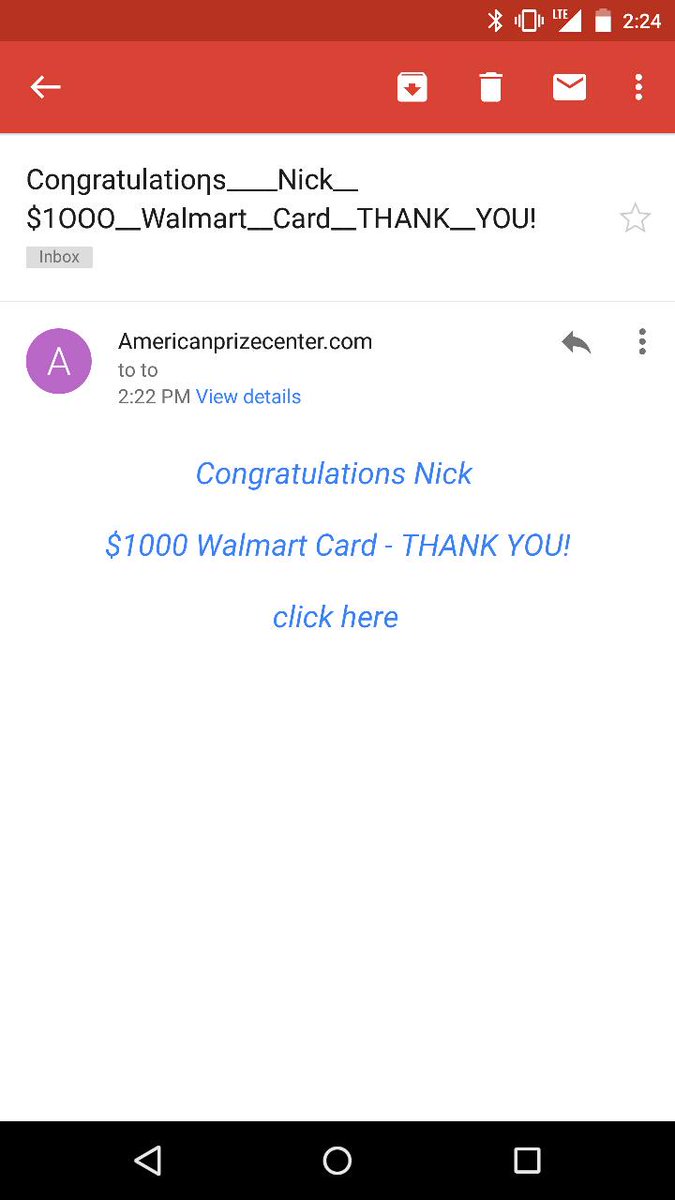 LTE 2:24
Coηgratulatioηs____Nick__
$1OOO__Walmart__Card__THANK__YOU!
Inbox
A
Americanprizecenter.com
to to
2:22 PM View details
Congratulations Nick
$1000 Walmart Card - THANK YOU!
click here